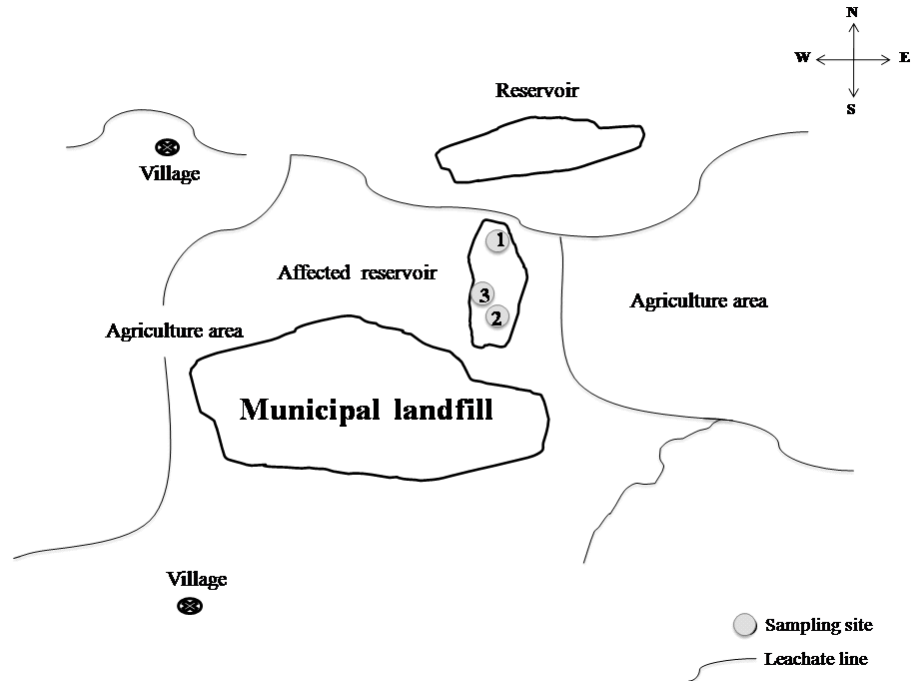 N
W E
S
Reservoir
Village
1
Affected reservoir
3
Agriculture area
2
Agriculture area
Municipal landfill
Village
Sampling site
Leachate line